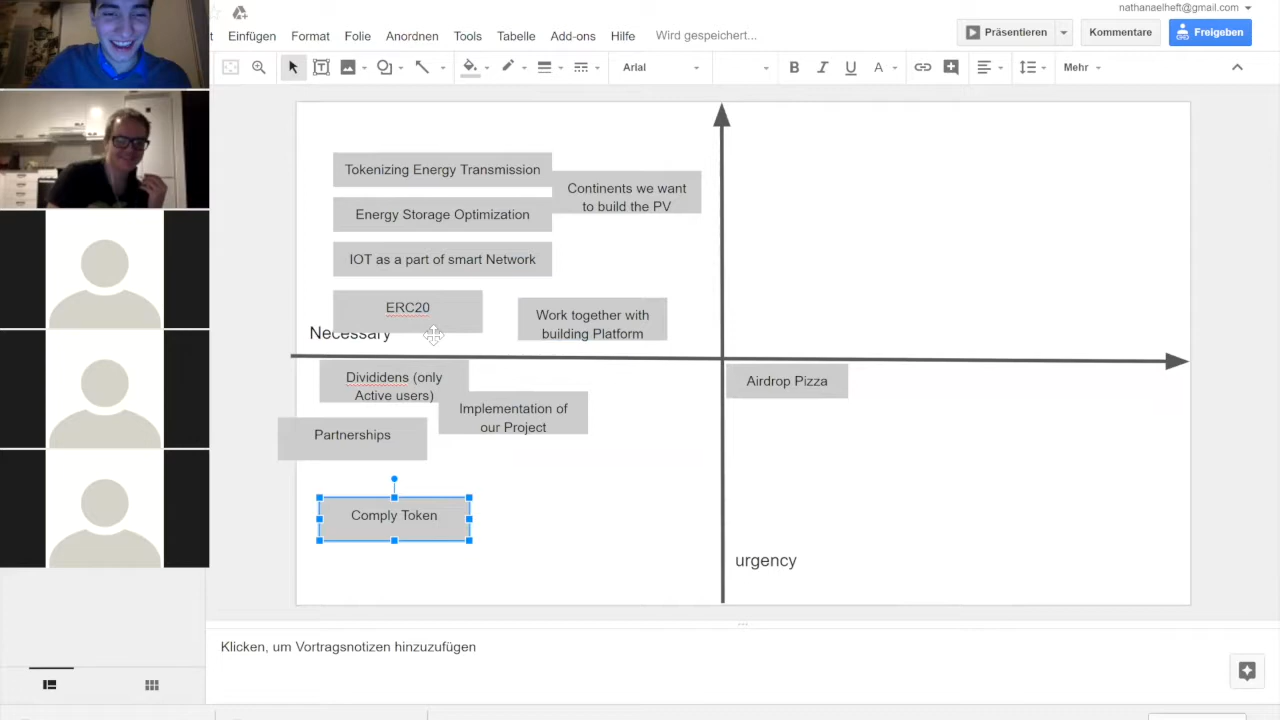 nathanaelheft@gmail.com
t Einfügen Format Folie Anordnen Tools Tabelle Add-ons Hilfe Wird gespeichert...
Präsentieren Kommentare Freigeben
Arial B I U A Mehr
Tokenizing Energy Transmission
Continents we want
to build the PV
Energy Storage Optimization
IOT as a part of smart Network
ERC20
Work together with
building Platform
Necessary
Divididens (only
Active users)
Airdrop Pizza
Implementation of
our Project
Partnerships
Comply Token
urgency
Klicken, um Vortragsnotizen hinzuzufügen